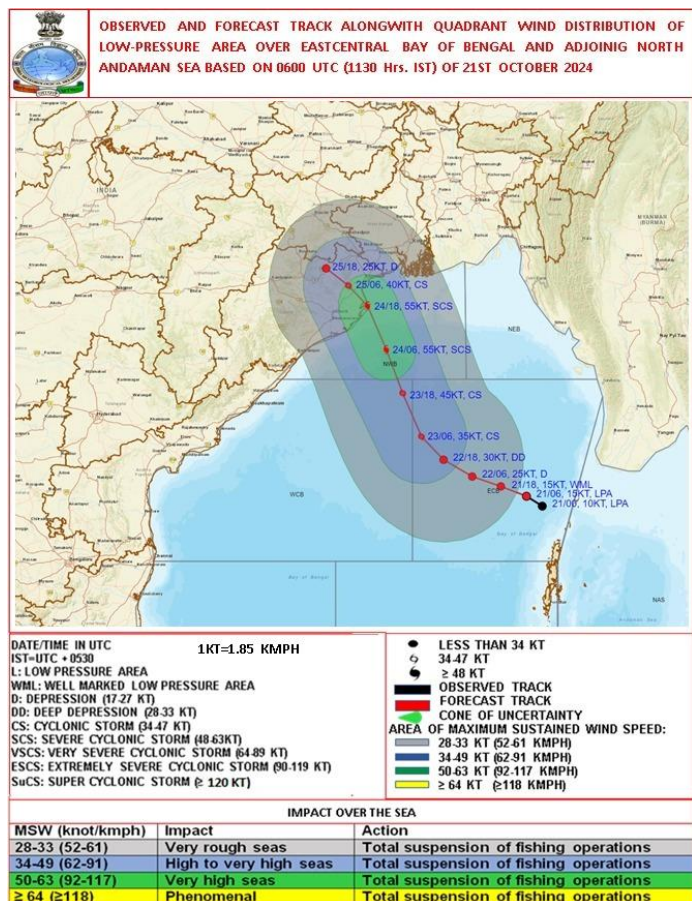 OBSERVED AND FORECAST TRACK ALONGWITH QUADRANT WIND DISTRIBUTION OF
LOW-PRESSURE AREA OVER EASTCENTRAL BAY OF BENGAL AND ADJOINIG NORTH
ANDAMAN SEA BASED ON 0600 UTC (1130 Hrs. IST) OF 21ST OCTOBER 2024
INDIA
MYANMAR
(BURMA)
25/18, 25KT, D
25/06, 40KT, CS
24/18, 55KT, SCS
NEB
24/06, 55KT, SCS
NWB
23/18, 45KT, CS
23/06, 35KT, CS
22/18, 30KT, DD
22/06, 25KT, D
21/18, 15KT, WML
WCB
ECB
21/06, 15KT, LPA
21/00, 10KT, LPA
Bay of Bengal
Bay of Bengal
NAS
DATE/TIME IN UTC
1KT=1.85 KMPH
IST=UTC + 0530
L: LOW PRESSURE AREA
WML: WELL MARKED LOW PRESSURE AREA
D: DEPRESSION (17-27 KT)
DD: DEEP DEPRESSION (28-33 KT)
CS: CYCLONIC STORM (34-47 KT)
SCS: SEVERE CYCLONIC STORM (48-63KT)
VSCS: VERY SEVERE CYCLONIC STORM (64-89 KT)
ESCS: EXTREMELY SEVERE CYCLONIC STORM (90-119 KT)
SuCS: SUPER CYCLONIC STORM (≥ 120 KT)
LESS THAN 34 KT
34-47 KT
≥ 48 KT
OBSERVED TRACK
FORECAST TRACK
CONE OF UNCERTAINTY
AREA OF MAXIMUM SUSTAINED WIND SPEED:
28-33 KT (52-61 KMPH)
34-49 KT (62-91 KMPH)
50-63 KT (92-117 KMPH)
≥ 64 KT (≥118 KMPH)
IMPACT OVER THE SEA
MSW (knot/kmph) Impact Action
28-33 (52-61) Very rough seas Total suspension of fishing operations
34-49 (62-91) High to very high seas Total suspension of fishing operations
50-63 (92-117) Very high seas Total suspension of fishing operations
≥ 64 (≥118) Phenomenal Total suspension of fishing operations